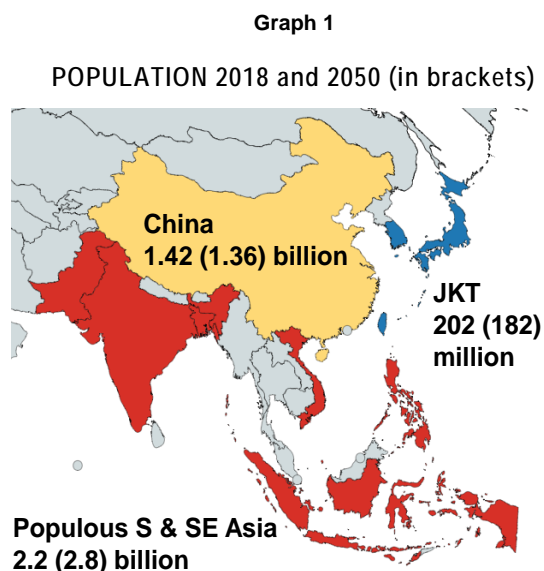 Graph 1
POPULATION 2018 and 2050 (in brackets)
China
1.42 (1.36) billion
JKT
202 (182)
million
Populous S & SE Asia
2.2 (2.8) billion